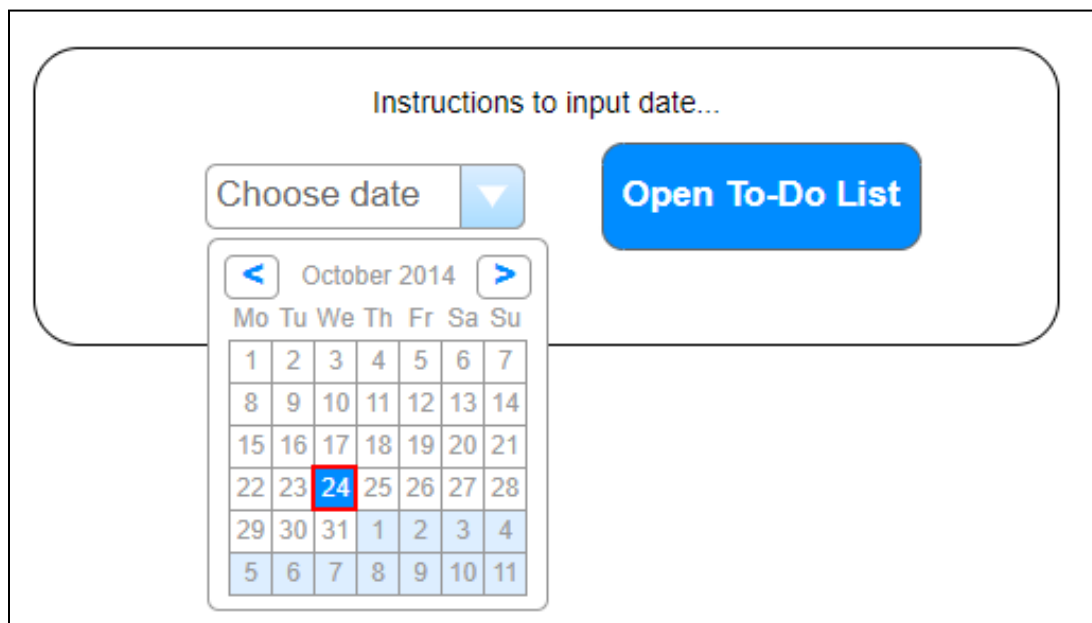 Instructions to input date...
Choose date
Open To-Do List
< October 2014 >
Mo Tu We Th Fr Sa Su
1 2 3 4 5 6 7
8 9 10 11 12 13 14
15 16 17 18 19 20 21
22 23 24 25 26 27 28
29 30 31 1 2 3 4
5 6 7 8 9 10 11